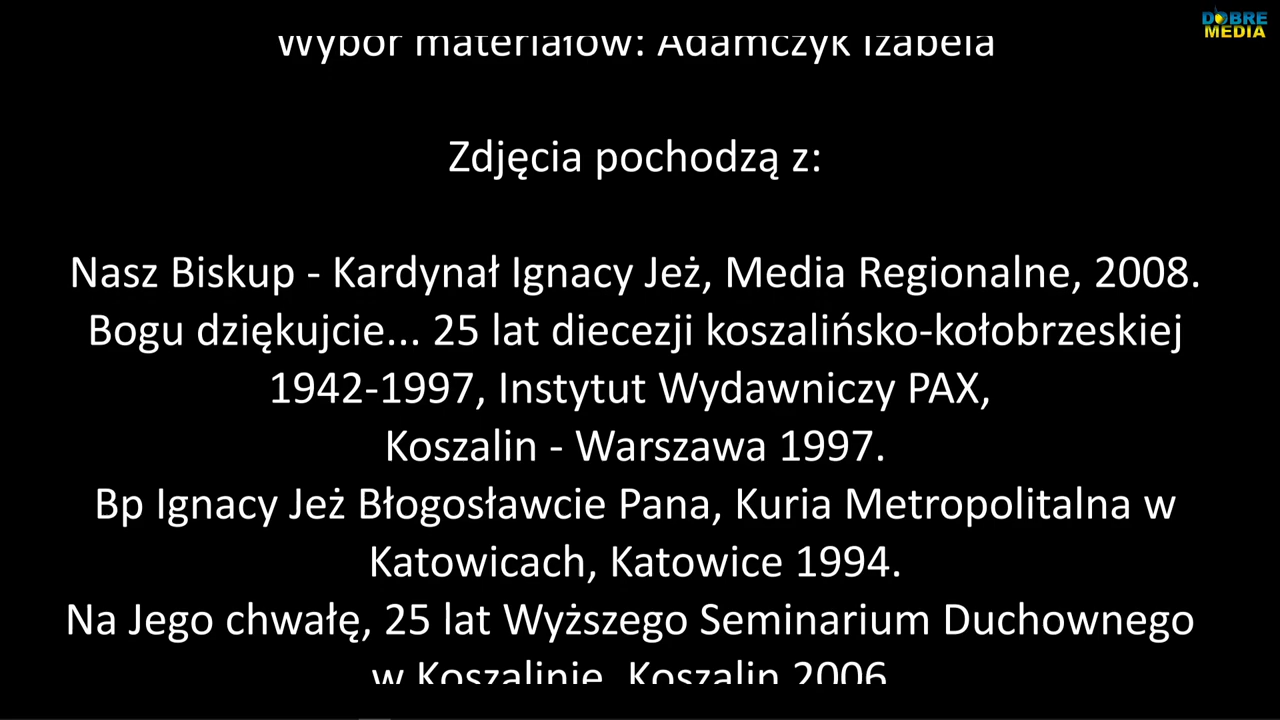 DOBRE
MEDIA
Wybór materiałów: Adamczyk Izabela
Zdjęcia pochodzą z:
Nasz Biskup - Kardynał Ignacy Jeż, Media Regionalne, 2008.
Bogu dziękujcie... 25 lat diecezji koszalińsko-kołobrzeskiej
1942-1997, Instytut Wydawniczy PAX,
Koszalin - Warszawa 1997.
Bp Ignacy Jeż Błogosławcie Pana, Kuria Metropolitalna w
Katowicach, Katowice 1994.
Na Jego chwałę, 25 lat Wyższego Seminarium Duchownego
w Koszalinie, Koszalin 2006